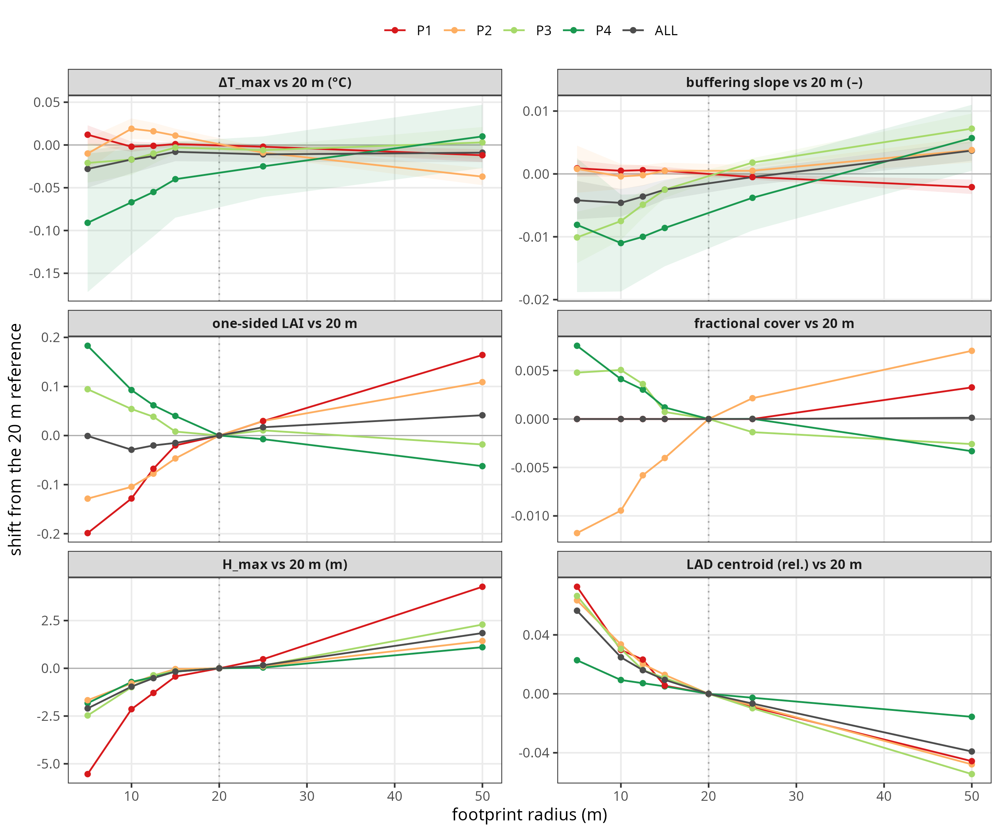 P1 P2 P3 P4 ALL
ΔT_max vs 20 m (°C)
0.05
0.00
-0.05
-0.10
-0.15
buffering slope vs 20 m (–)
0.01
0.00
-0.01
-0.02
shift from the 20 m reference
one-sided LAI vs 20 m
0.2
0.1
0.0
-0.1
-0.2
fractional cover vs 20 m
0.005
0.000
-0.005
-0.010
H_max vs 20 m (m)
2.5
0.0
-2.5
-5.0
10 20 30 40 50
LAD centroid (rel.) vs 20 m
0.04
0.00
-0.04
10 20 30 40 50
footprint radius (m)